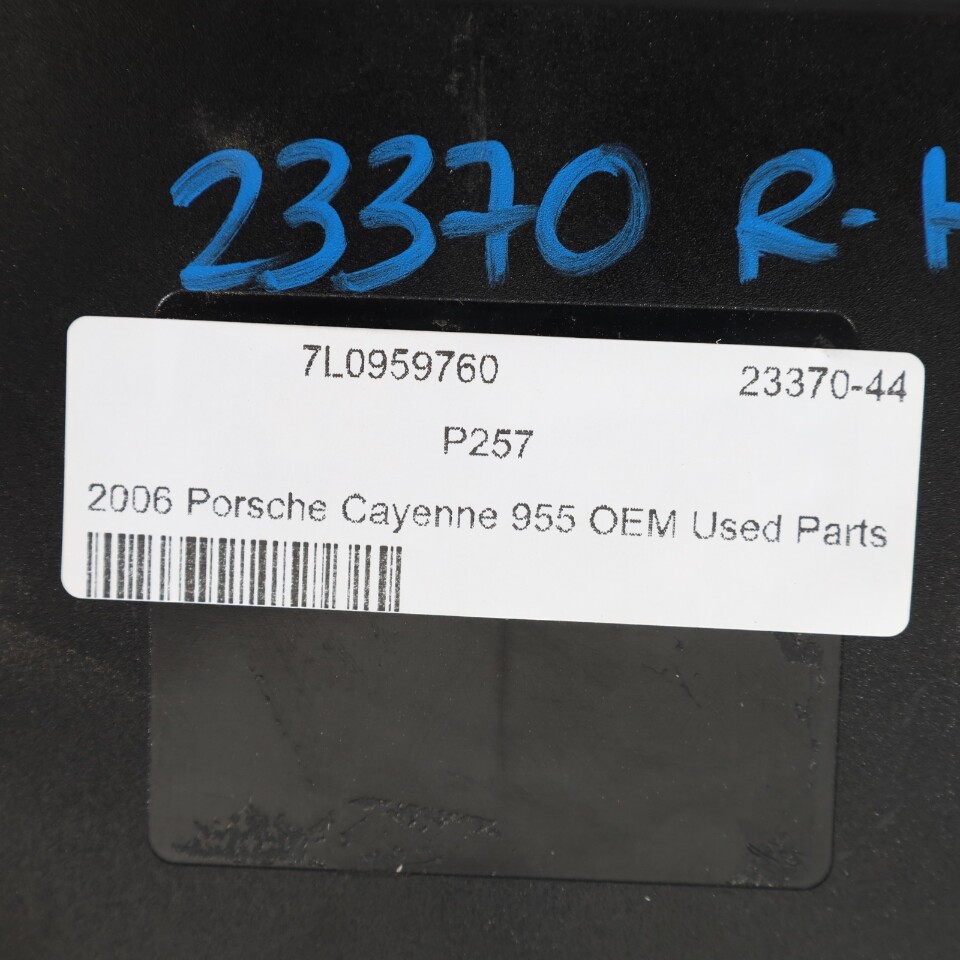 23370 R-H
7L0959760 23370-44
P257
2006 Porsche Cayenne 955 OEM Used Parts